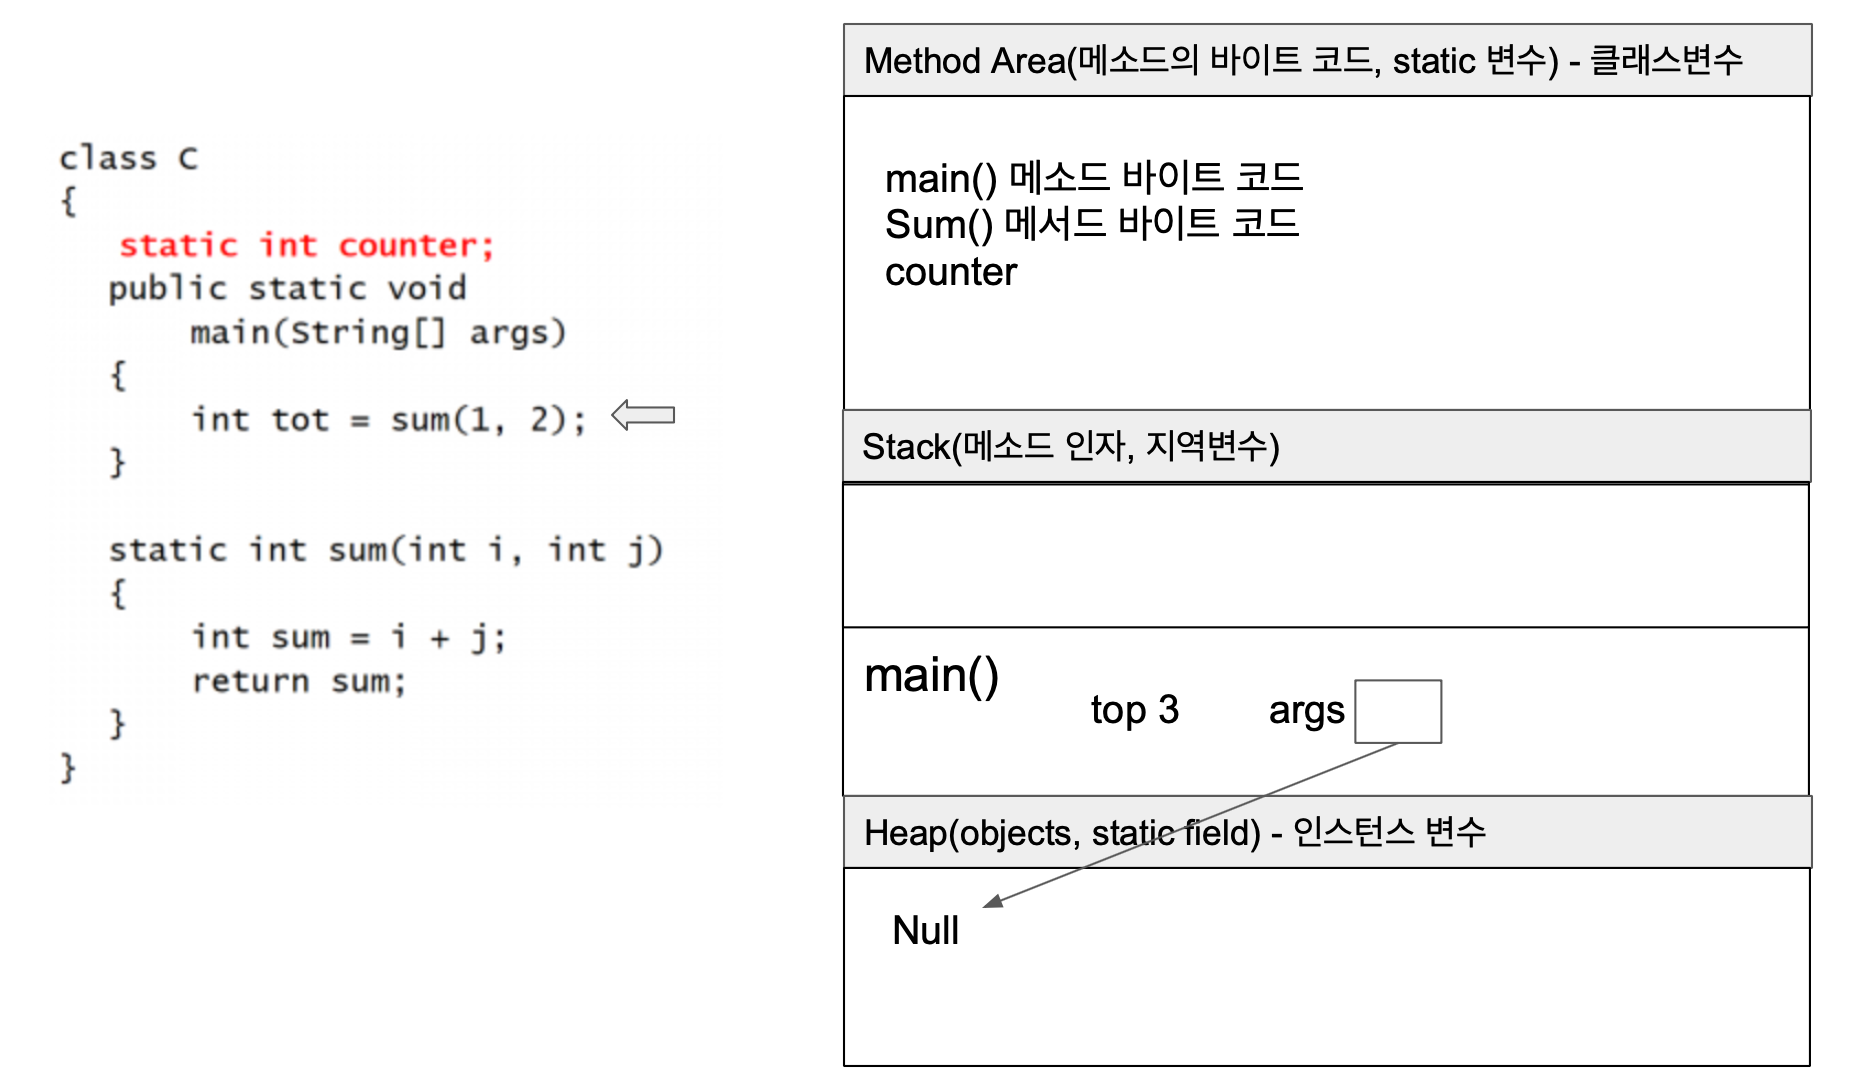 class C
{
static int counter;
public static void
main(String[] args)
{
int tot = sum(1, 2);
}
static int sum(int i, int j)
{
int sum = i + j;
return sum;
}
}
Method Area(메소드의 바이트 코드, static 변수) - 클래스변수
main() 메소드 바이트 코드
Sum() 메서드 바이트 코드
counter
Stack(메소드 인자, 지역변수)
main()
top 3 args
Heap(objects, static field) - 인스턴스 변수
Null